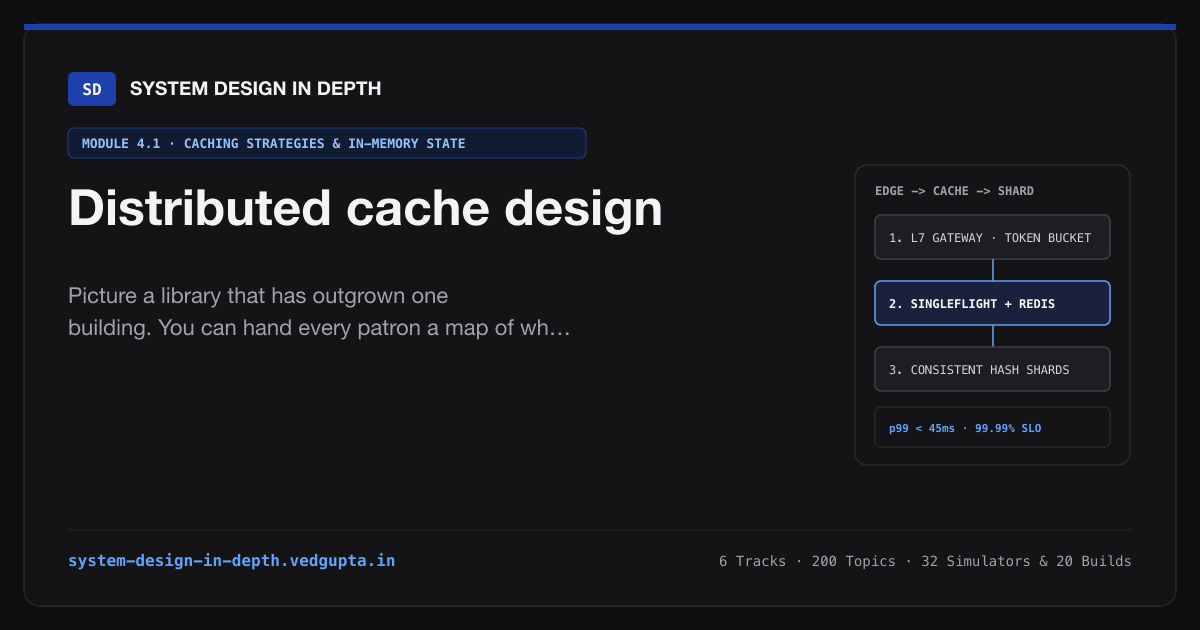 SD
SYSTEM DESIGN IN DEPTH
MODULE 4.1 · CACHING STRATEGIES & IN-MEMORY STATE
Distributed cache design
Picture a library that has outgrown one
building. You can hand every patron a map of wh…
EDGE -> CACHE -> SHARD
1. L7 GATEWAY · TOKEN BUCKET
2. SINGLEFLIGHT + REDIS
3. CONSISTENT HASH SHARDS
p99 < 45ms · 99.99% SLO
system-design-in-depth.vedgupta.in
6 Tracks · 200 Topics · 32 Simulators & 20 Builds